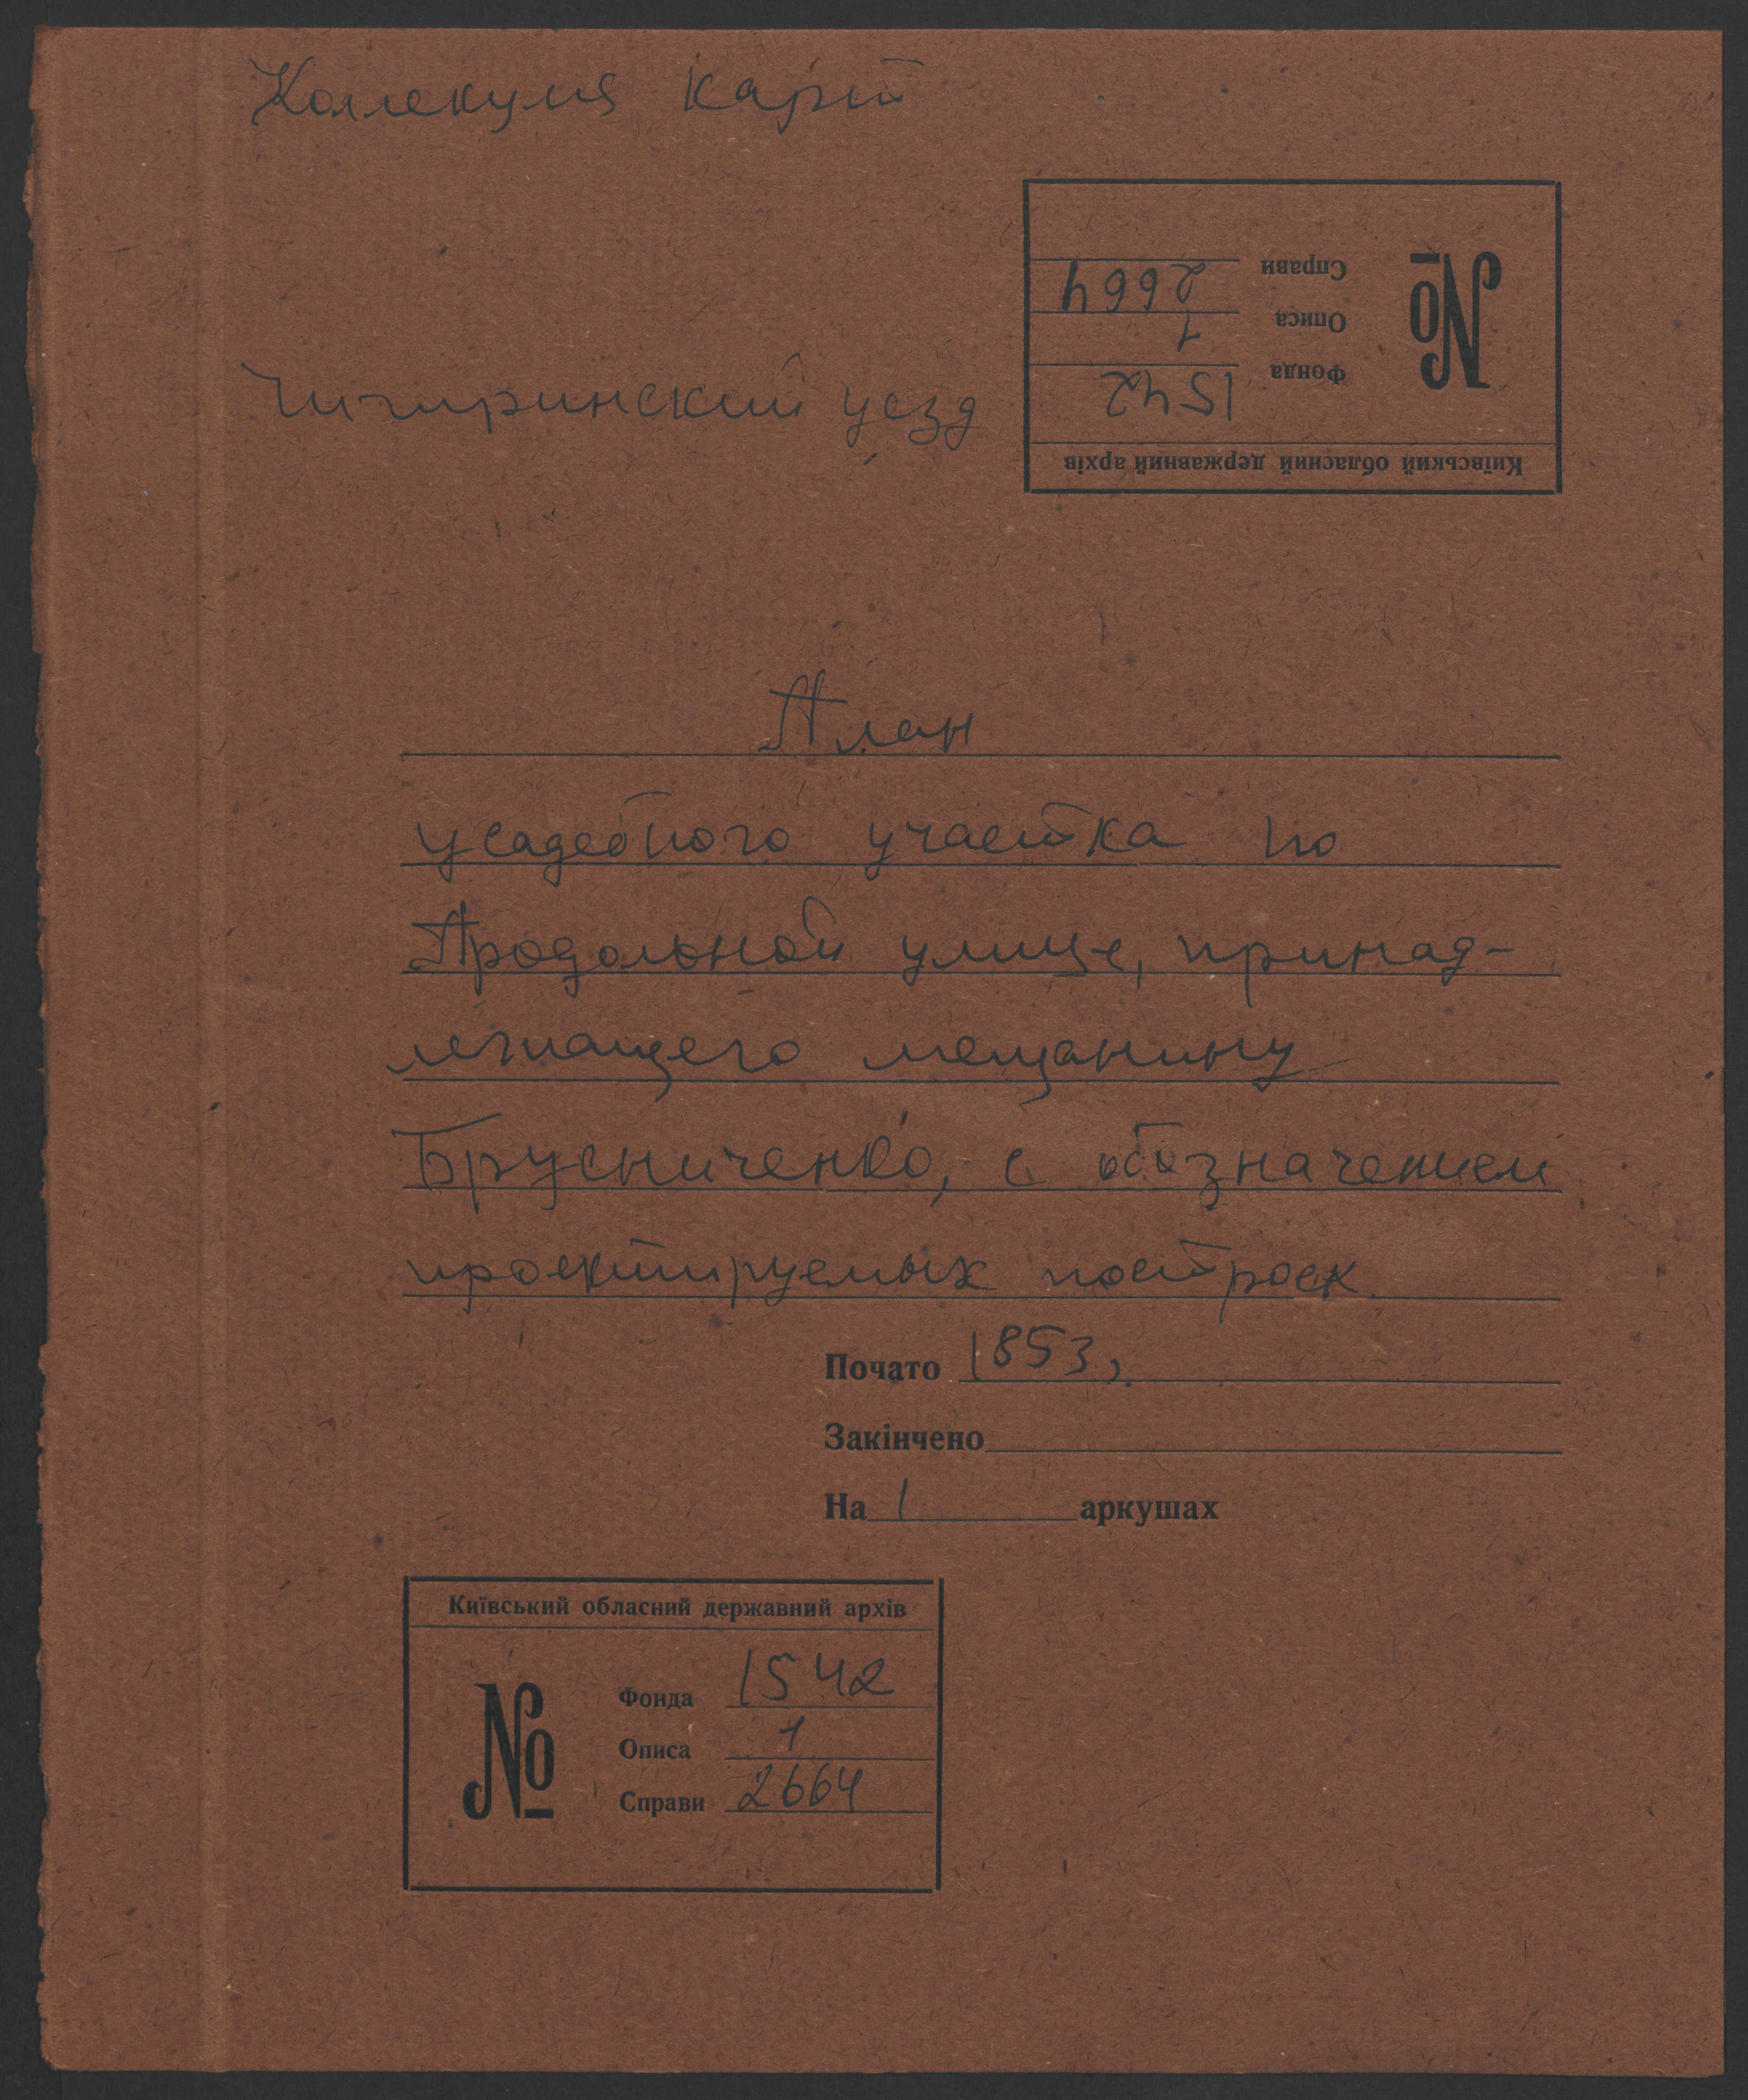 Коллекция карт
Київський обласний державний архів
№
Фонда 1542
Описа 1
Справи 2664
Чигиринский уезд
План
усадебного участка по
Продольной улице, принад-
лежащего мещанину
Брусниченко, с обозначением
проектируемых построек.
Почато 1853,
Закінчено
На 1 аркушах
Київський обласний державний архів
№
Фонда 1542
Описа 1
Справи 2664